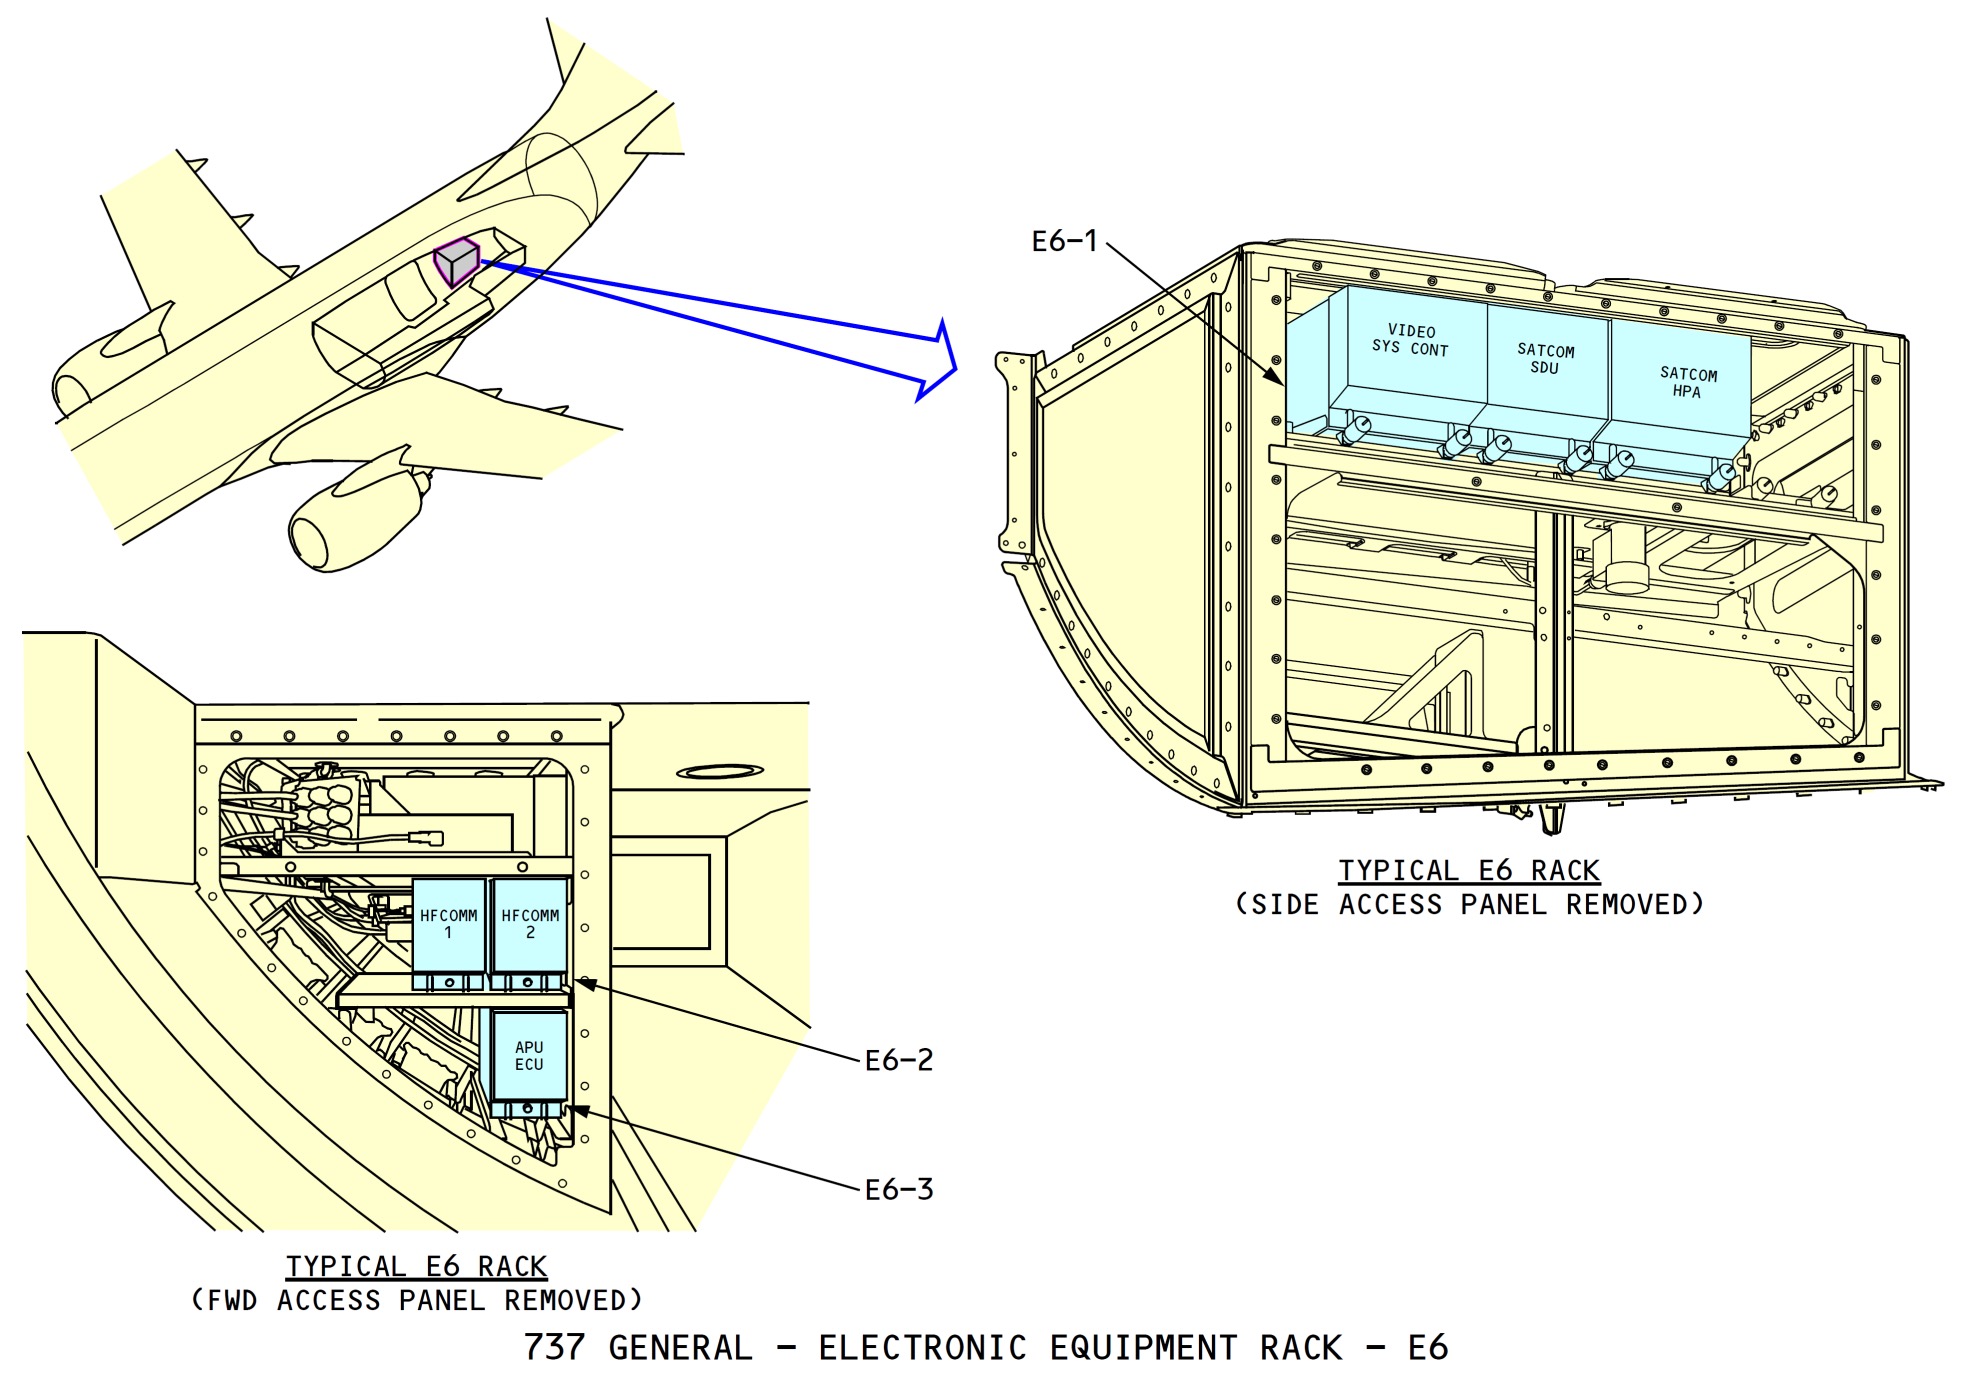 E6-1
VIDEO
SYS CONT
SATCOM
SDU
SATCOM
HPA
TYPICAL E6 RACK
(SIDE ACCESS PANEL REMOVED)
HFCOMM
1
HFCOMM
2
E6-2
APU
ECU
E6-3
TYPICAL E6 RACK
(FWD ACCESS PANEL REMOVED)
737 GENERAL - ELECTRONIC EQUIPMENT RACK - E6